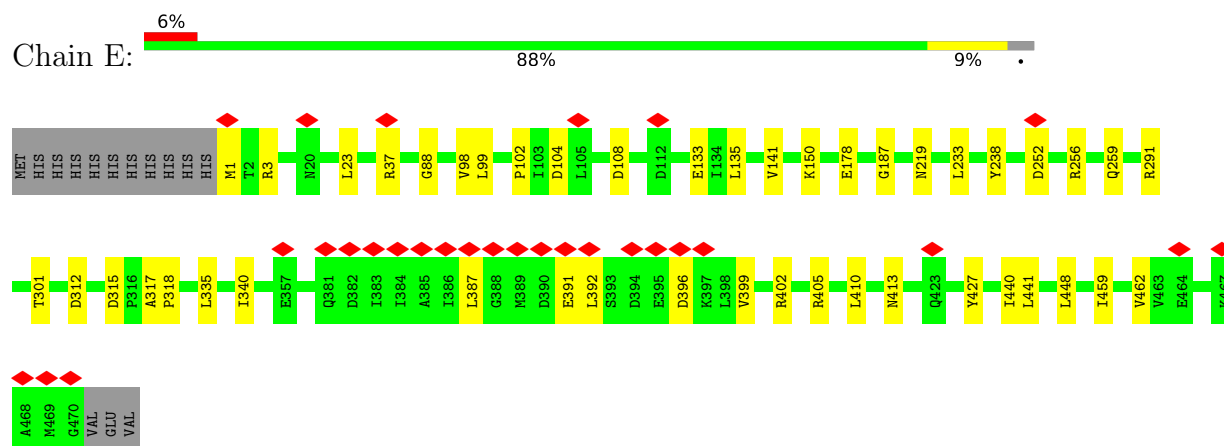 6%
Chain E:
88% 9% •
MET HIS HIS HIS HIS HIS HIS HIS HIS HIS M1 T2 R3 N20 L23 R37 G88 V98 L99 P102 I103 D104 L105 D108 D112 E133 I134 L135 V141 K150 E178 G187 N219 L233 Y238 D252 R256 Q259 R291
T301 D312 D315 P316 A317 P318 L335 I340 E357 Q381 D382 I383 I384 A385 I386 L387 G388 M389 D390 E391 L392 S393 D394 E395 D396 K397 L398 V399 R402 R405 L410 N413 Q423 Y427 I440 L441 L448 I459 V462 V463 E464 K467
A468 M469 G470 VAL GLU VAL